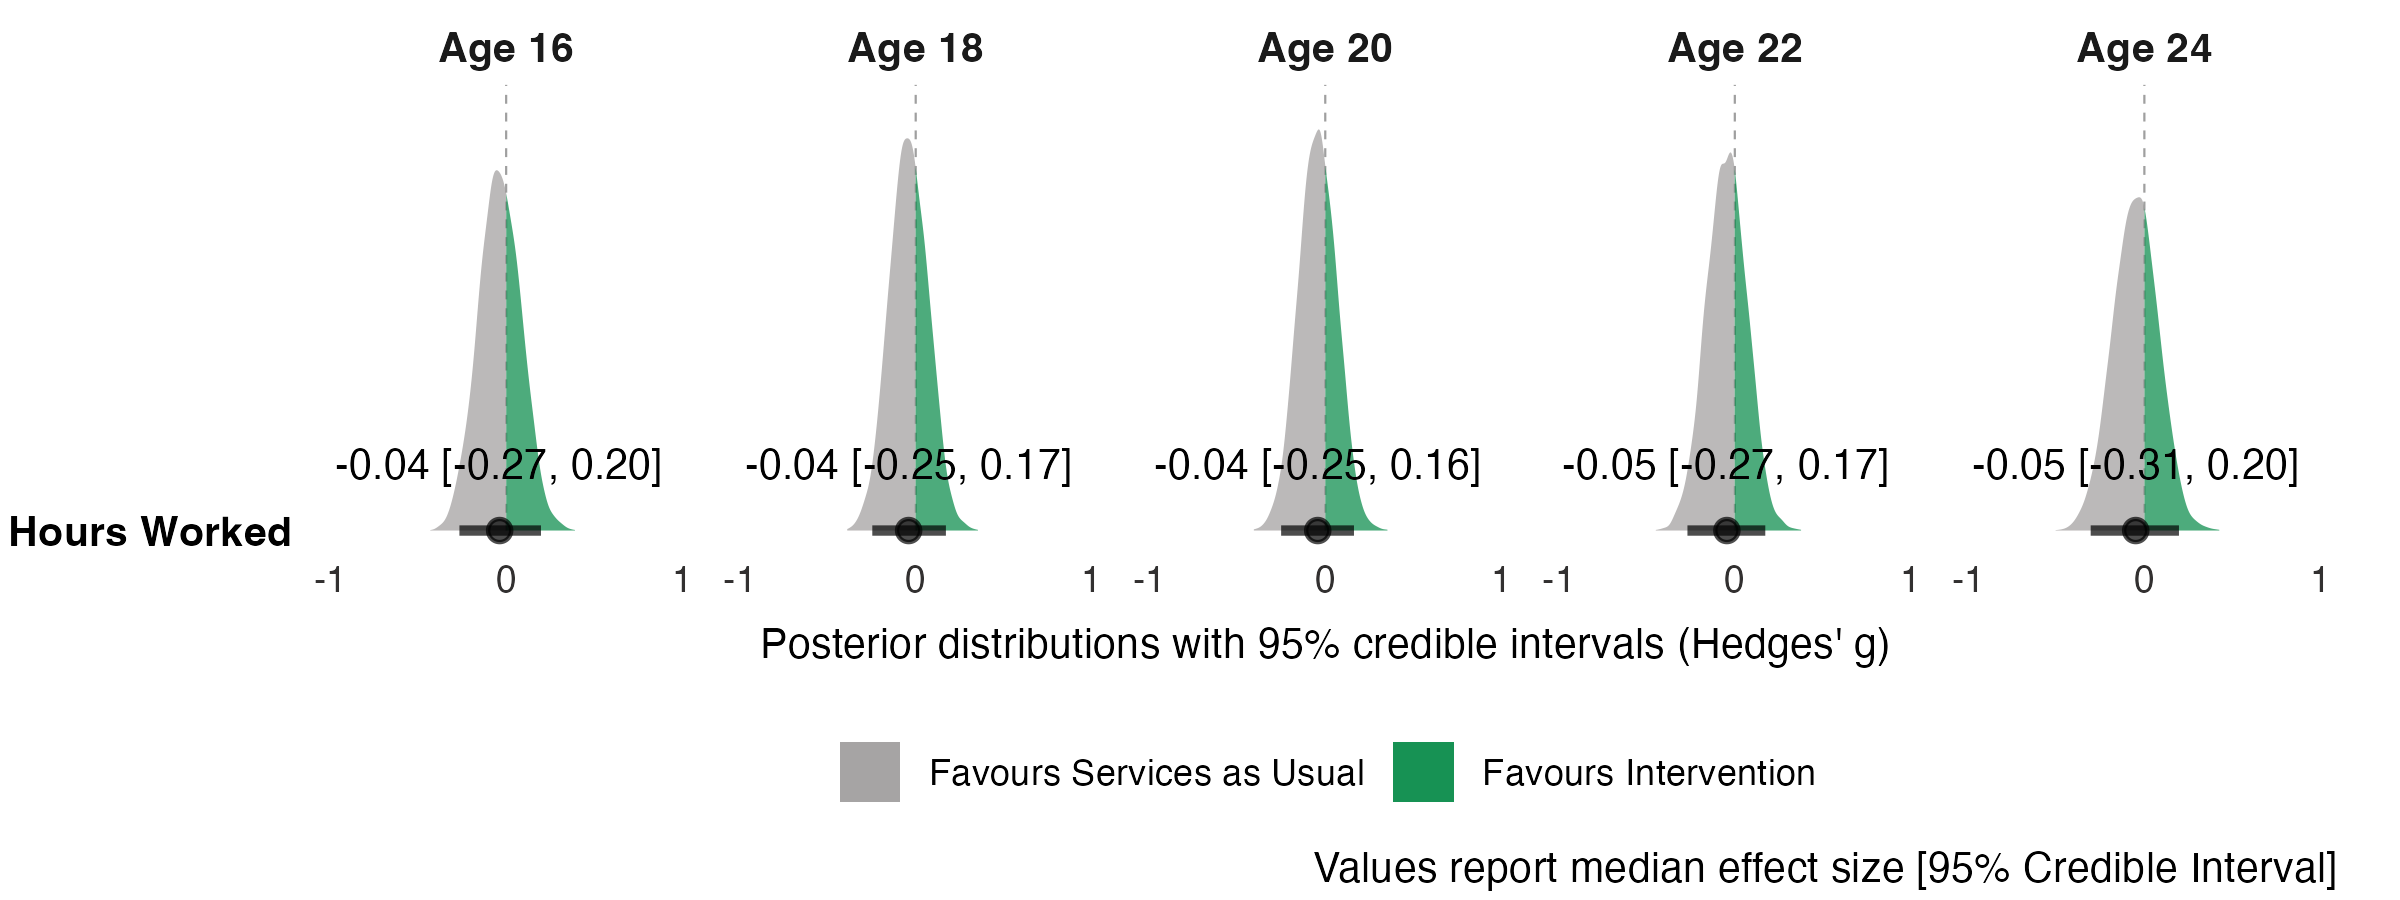 Age 16 Age 18 Age 20 Age 22 Age 24
-0.04 [-0.27, 0.20] -0.04 [-0.25, 0.17] -0.04 [-0.25, 0.16] -0.05 [-0.27, 0.17] -0.05 [-0.31, 0.20]
Hours Worked
-1 0 1 -1 0 1 -1 0 1 -1 0 1 -1 0 1
Posterior distributions with 95% credible intervals (Hedges' g)
Favours Services as Usual Favours Intervention
Values report median effect size [95% Credible Interval]